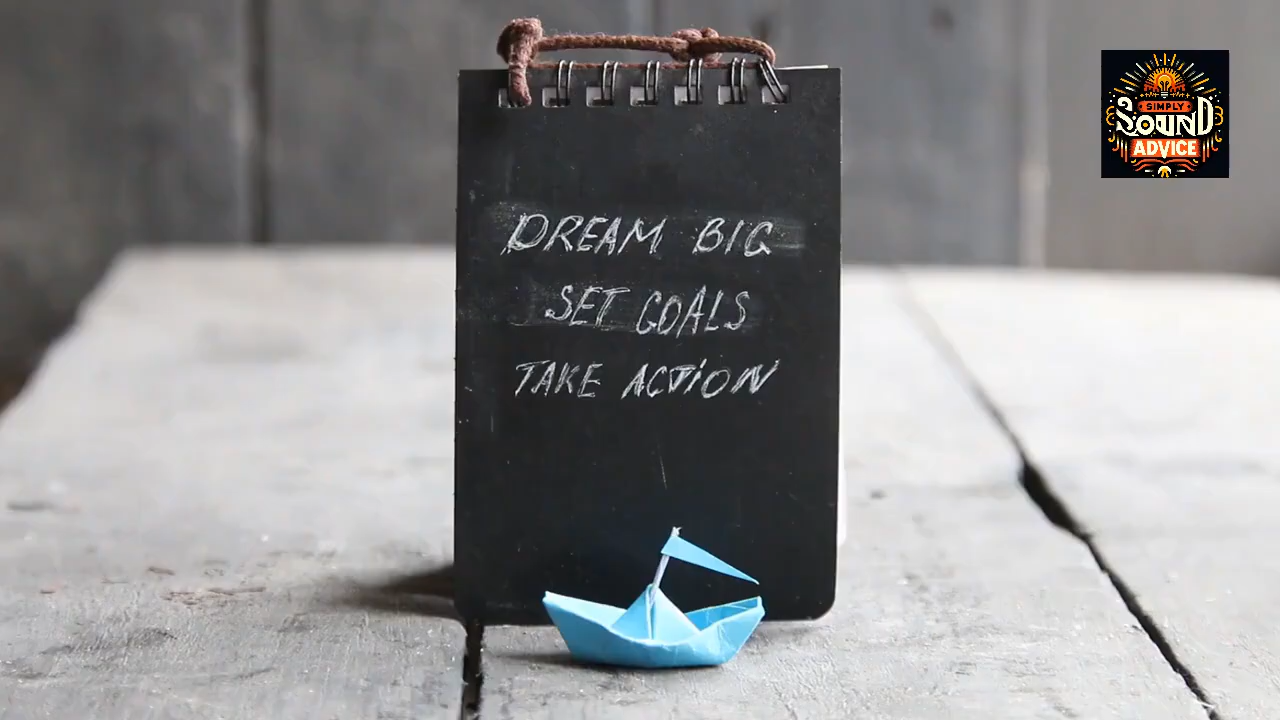 DREAM BIG
SET GOALS
TAKE ACTION
SIMPLY
SOUND
ADVICE